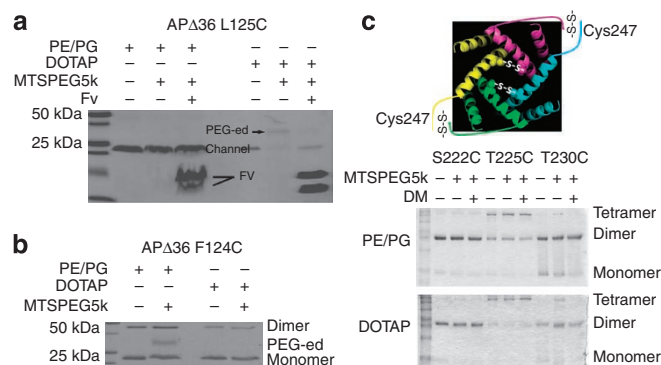 a
APΔ36 L125C
PE/PG + + + − − −
DOTAP − − − + + +
MTSPEG5k − + + − + +
Fv − − + − − +
50 kDa
25 kDa
PEG-ed
Channel
FV
b
APΔ36 F124C
PE/PG + + − −
DOTAP − − + +
MTSPEG5k − + − +
50 kDa
25 kDa
Dimer
PEG-ed
Monomer
c
-S-S-
Cys247
-S-S-
-S-S-
Cys247
-S-S-
S222C T225C T230C
MTSPEG5k − + + − + + − + +
DM − − + − − + − − +
PE/PG
Tetramer
Dimer
Monomer
DOTAP
Tetramer
Dimer
Monomer